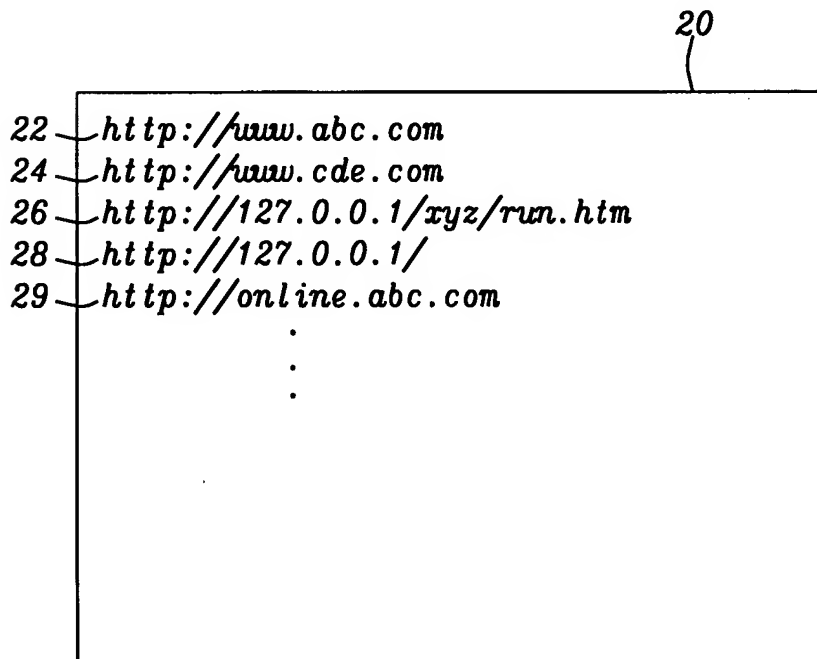 20
22 http://www.abc.com
24 http://www.cde.com
26 http://127.0.0.1/xyz/run.htm
28 http://127.0.0.1/
29 http://online.abc.com
.
.
.